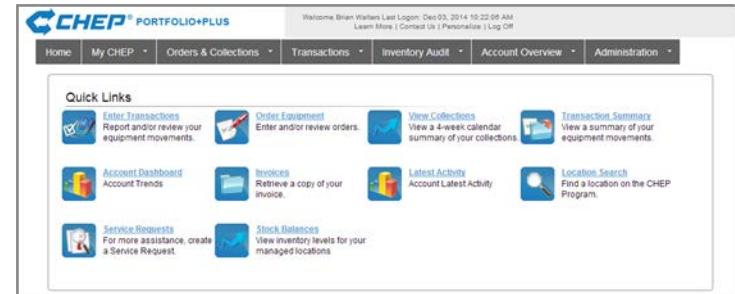 CHEP® PORTFOLIO+PLUS
Welcome Brian Walters Last Logon: Dec 03, 2014 10:22:06 AM
Learn More | Contact Us | Personalize | Log Off
Home My CHEP Orders & Collections Transactions Inventory Audit Account Overview Administration
Quick Links
Enter Transactions
Report and/or review your
equipment movements.
Order Equipment
Enter and/or review orders.
View Collections
View a 4-week calendar
summary of your collections.
Transaction Summary
View a summary of your
equipment movements.
Account Dashboard
Account Trends
Invoices
Retrieve a copy of your
invoice.
Latest Activity
Account Latest Activity
Location Search
Find a location on the CHEP
Program.
Service Requests
For more assistance, create
a Service Request.
Stock Balances
View inventory levels for your
managed locations